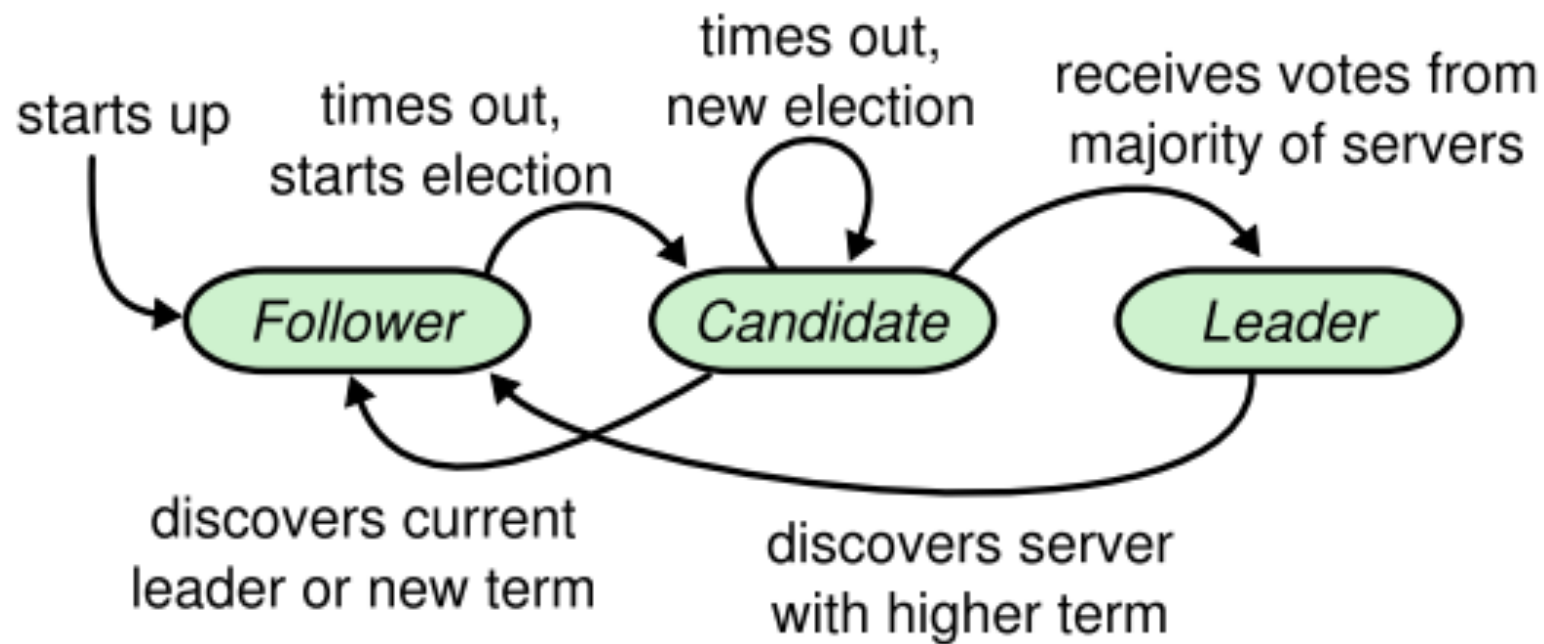 starts up
times out,
starts election
times out,
new election
receives votes from
majority of servers
Follower
Candidate
Leader
discovers current
leader or new term
discovers server
with higher term